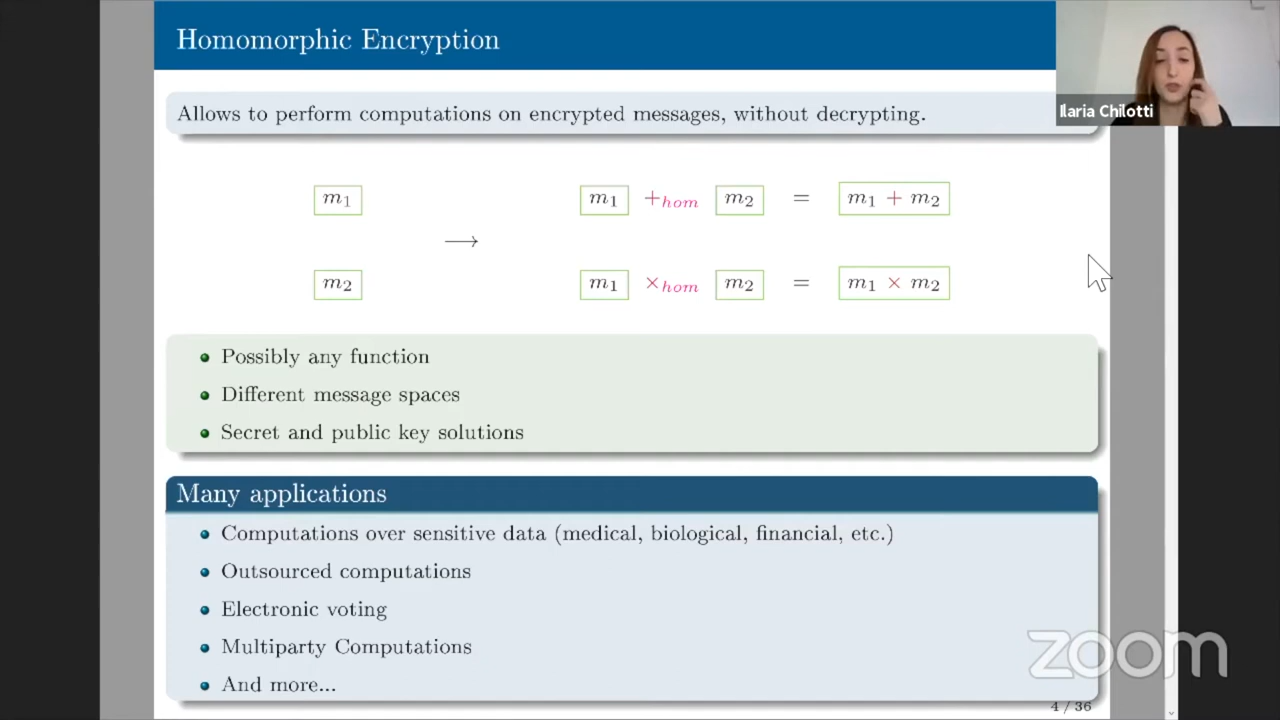 Homomorphic Encryption
Ilaria Chilotti
Allows to perform computations on encrypted messages, without decrypting.
m₁
m₁ +ₕₒₘ m₂ = m₁ + m₂
→
m₂
m₁ ×ₕₒₘ m₂ = m₁ × m₂
Possibly any function
Different message spaces
Secret and public key solutions
Many applications
Computations over sensitive data (medical, biological, financial, etc.)
Outsourced computations
Electronic voting
Multiparty Computations
And more...
zoom
4 / 36